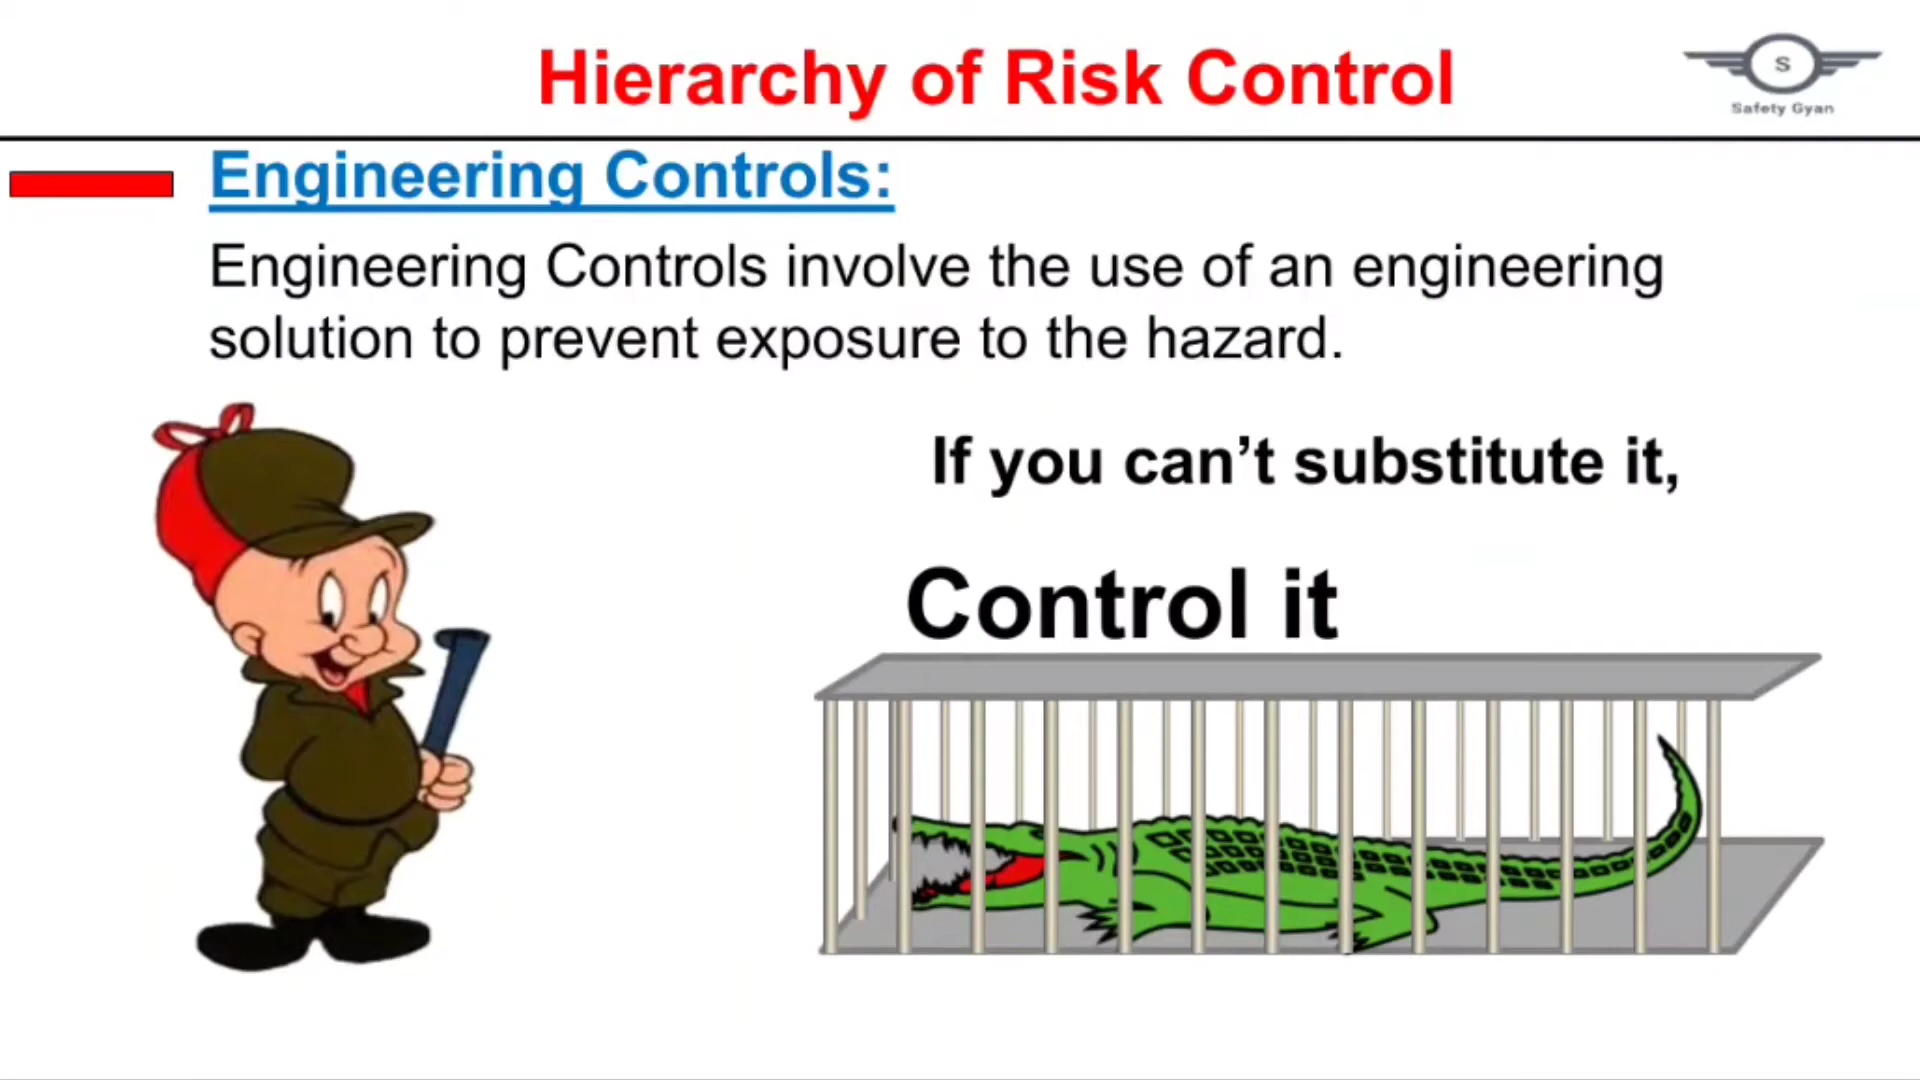 Hierarchy of Risk Control
S
Safety Gyan
Engineering Controls:
Engineering Controls involve the use of an engineering
solution to prevent exposure to the hazard.
If you can’t substitute it,
Control it